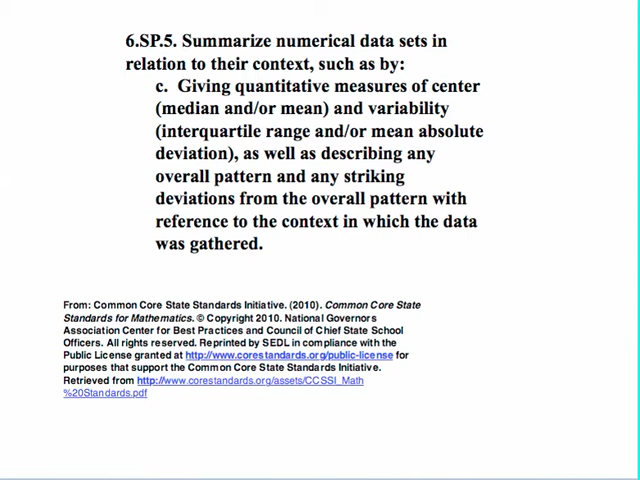 6.SP.5. Summarize numerical data sets in
relation to their context, such as by:
c. Giving quantitative measures of center
(median and/or mean) and variability
(interquartile range and/or mean absolute
deviation), as well as describing any
overall pattern and any striking
deviations from the overall pattern with
reference to the context in which the data
was gathered.
From: Common Core State Standards Initiative. (2010). Common Core State
Standards for Mathematics. © Copyright 2010. National Governors
Association Center for Best Practices and Council of Chief State School
Officers. All rights reserved. Reprinted by SEDL in compliance with the
Public License granted at http://www.corestandards.org/public-license for
purposes that support the Common Core State Standards Initiative.
Retrieved from http://www.corestandards.org/assets/CCSSI_Math
%20Standards.pdf